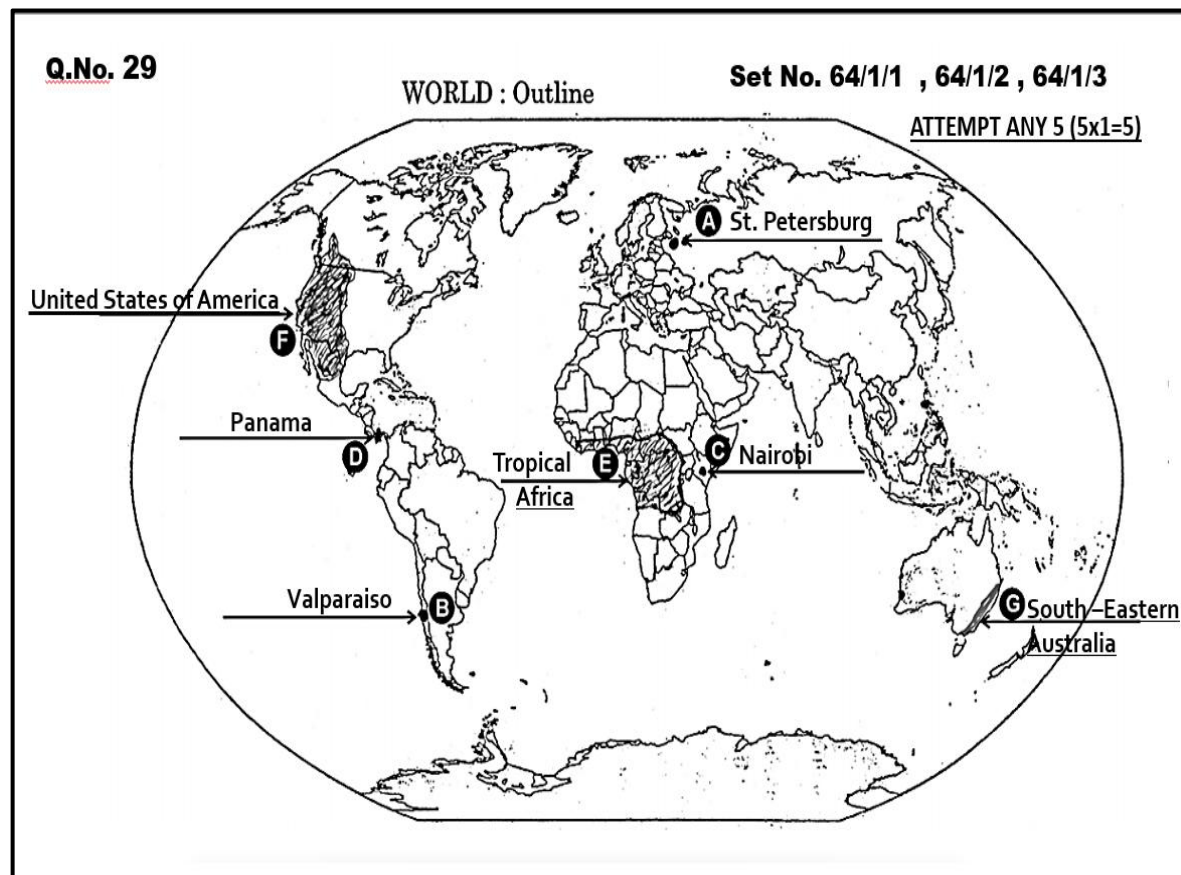 Q.No. 29
Set No. 64/1/1 , 64/1/2 , 64/1/3
WORLD : Outline
ATTEMPT ANY 5 (5x1=5)
A St. Petersburg
United States of America
F
Panama
D
Tropical
Africa
E
C Nairobi
Valparaiso
B
G South –Eastern
Australia